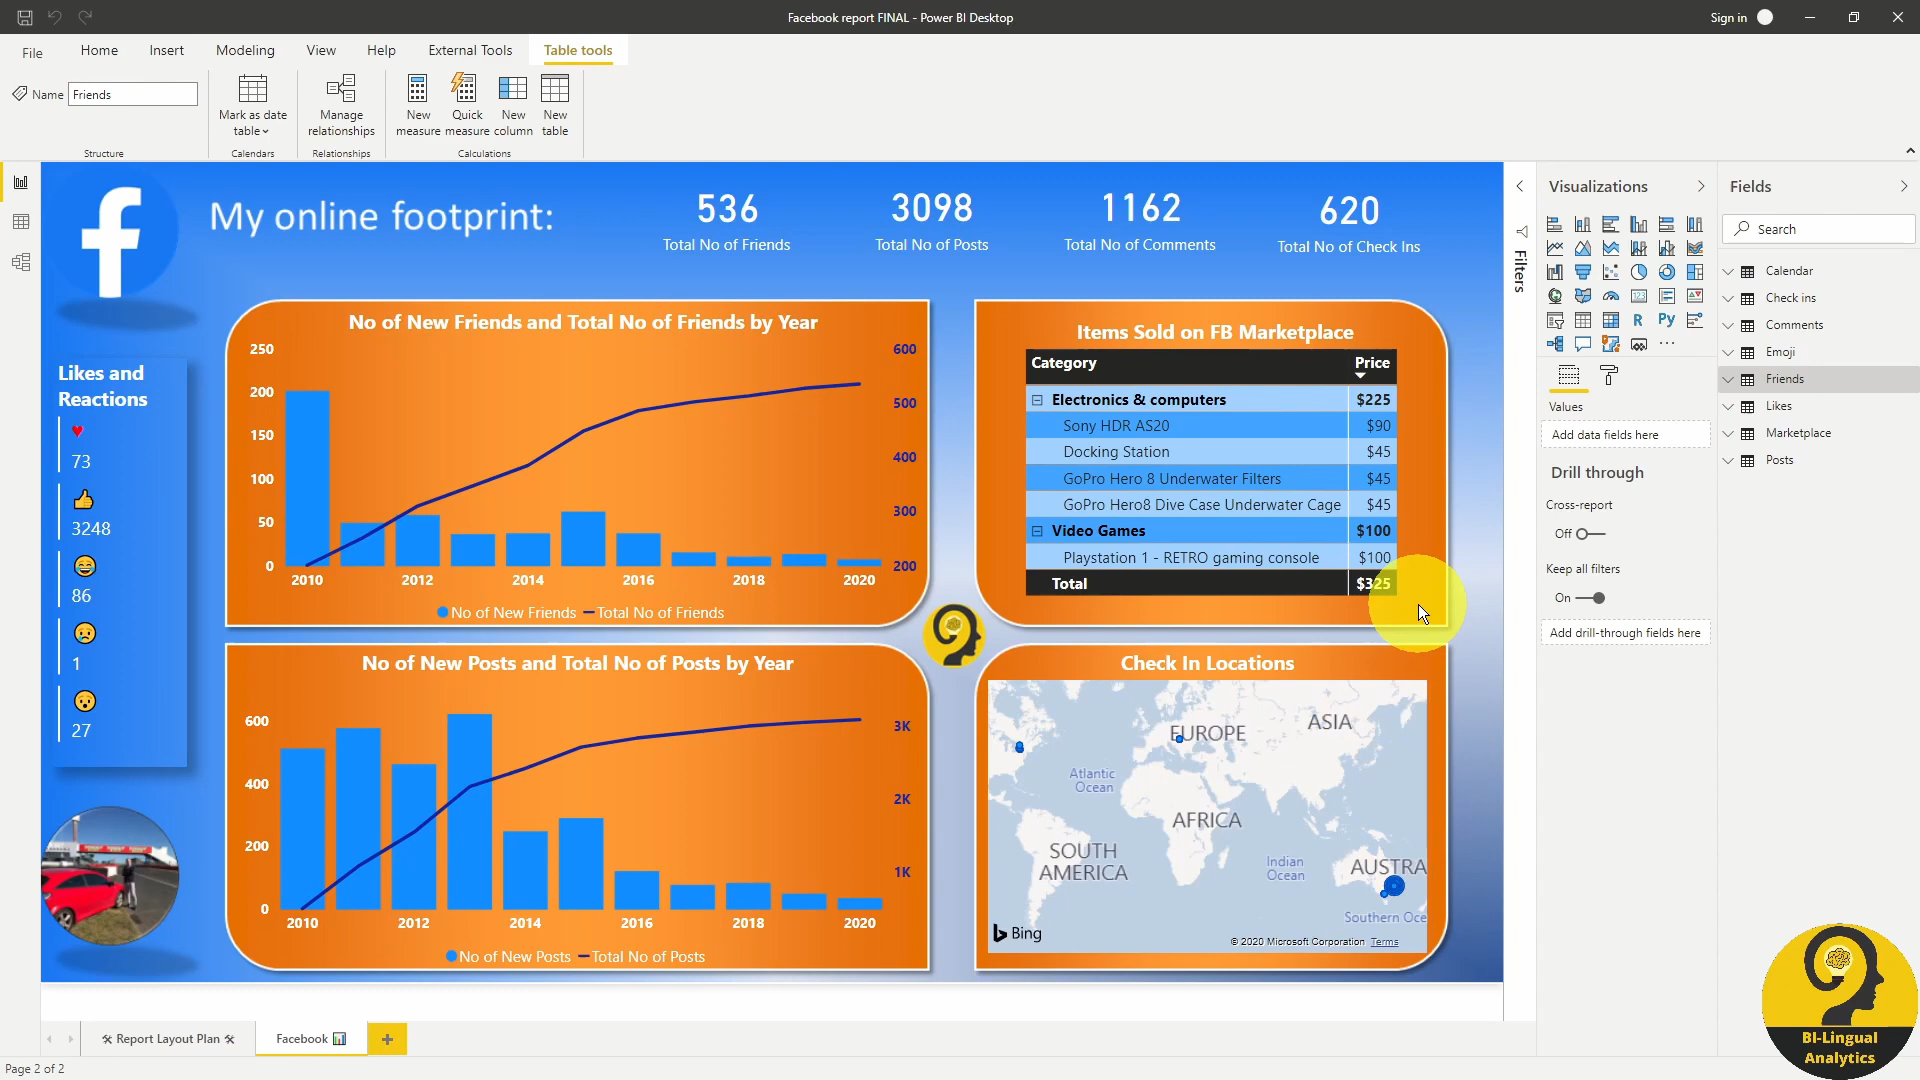 Facebook report FINAL - Power BI Desktop
Sign in
File
Home
Insert
Modeling
View
Help
External Tools
Table tools
Name
Friends
Mark as date
table
Manage
relationships
New
measure
Quick
measure
New
column
New
table
Structure
Calendars
Relationships
Calculations
My online footprint:
536
Total No of Friends
3098
Total No of Posts
1162
Total No of Comments
620
Total No of Check Ins
Likes and
Reactions
73
3248
86
1
27
No of New Friends and Total No of Friends by Year
250
200
150
100
50
0
600
500
400
300
200
2010
2012
2014
2016
2018
2020
No of New Friends
Total No of Friends
Items Sold on FB Marketplace
Category Price
Electronics & computers $225
Sony HDR AS20 $90
Docking Station $45
GoPro Hero 8 Underwater Filters $45
GoPro Hero8 Dive Case Underwater Cage $45
Video Games $100
Playstation 1 - RETRO gaming console $100
Total $325
No of New Posts and Total No of Posts by Year
600
400
200
0
3K
2K
1K
2010
2012
2014
2016
2018
2020
No of New Posts
Total No of Posts
Check In Locations
EUROPE
ASIA
Atlantic
Ocean
AFRICA
SOUTH
AMERICA
Indian
Ocean
AUSTRA
Southern Oce
Bing
© 2020 Microsoft Corporation Terms
Filters
Visualizations
R
Py
Values
Add data fields here
Drill through
Cross-report
Off
Keep all filters
On
Add drill-through fields here
Fields
Search
Calendar
Check ins
Comments
Emoji
Friends
Likes
Marketplace
Posts
Report Layout Plan
Facebook
Page 2 of 2
BI-Lingual
Analytics